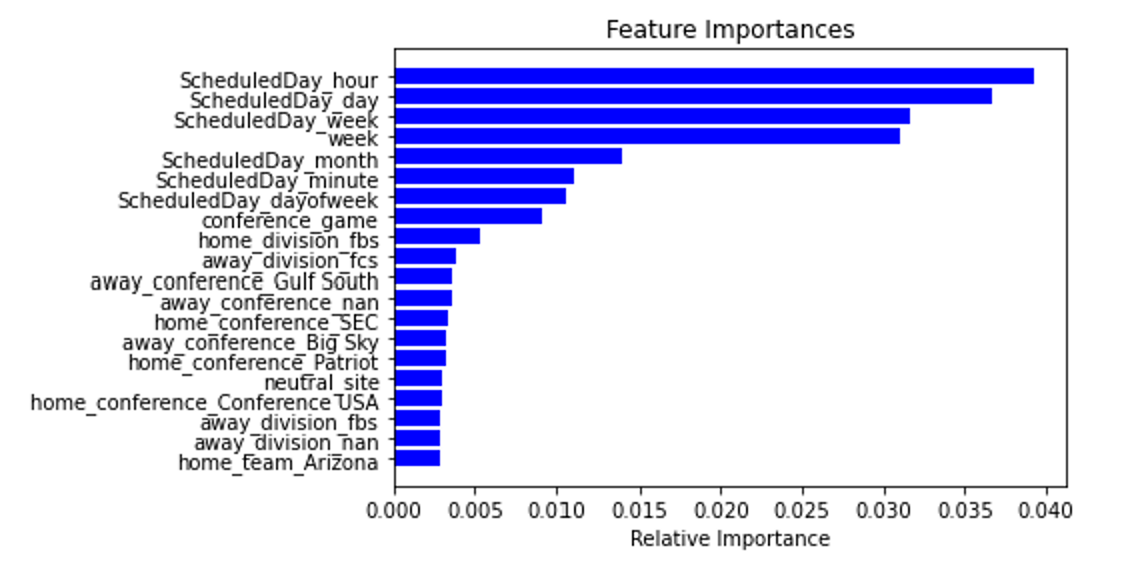 Feature Importances
ScheduledDay_hour
ScheduledDay_day
ScheduledDay_week
week
ScheduledDay_month
ScheduledDay_minute
ScheduledDay_dayofweek
conference_game
home_division_fbs
away_division_fcs
away_conference_Gulf South
away_conference_nan
home_conference_SEC
away_conference_Big Sky
home_conference_Patriot
neutral_site
home_conference_Conference USA
away_division_fbs
away_division_nan
home_team_Arizona
0.000 0.005 0.010 0.015 0.020 0.025 0.030 0.035 0.040
Relative Importance